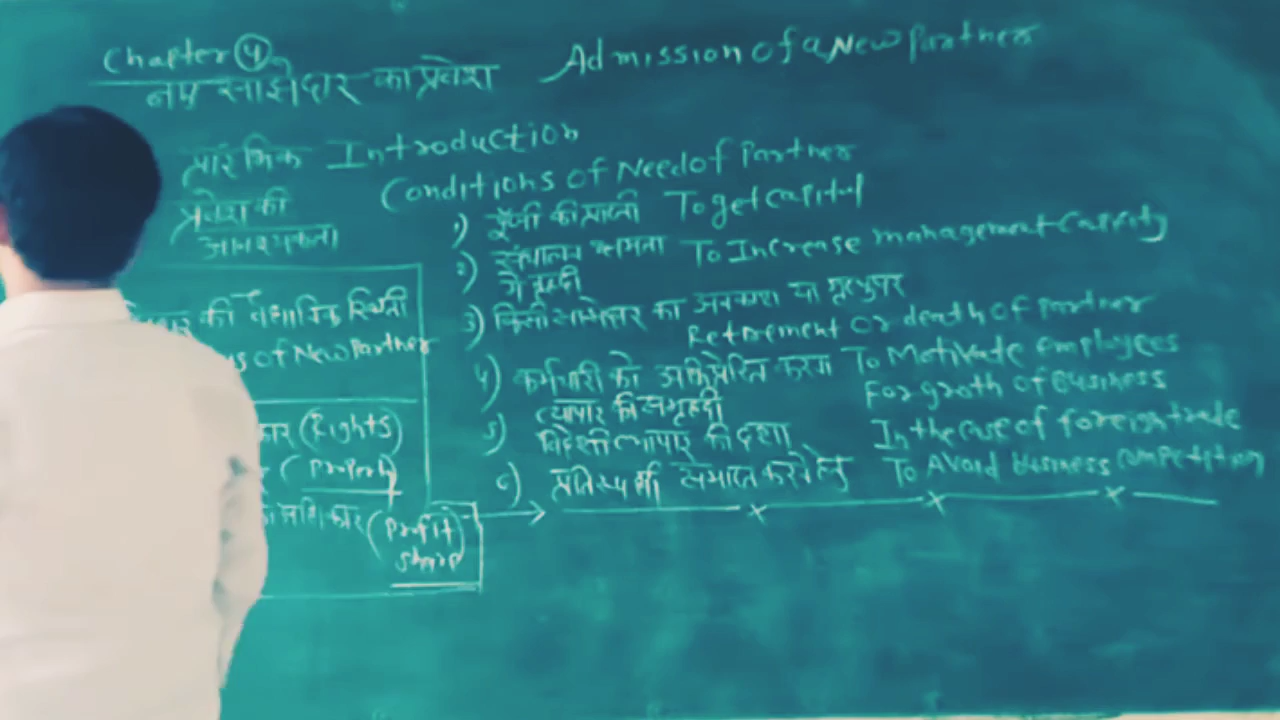 Chapter ④ Admission of a New Partner
नए साझेदार का प्रवेश
प्रारंभिक Introduction
प्रवेश की Conditions of Need of Partner
आवश्यकता
1) पूँजी की प्राप्ती To get capital
2) संचालन क्षमता To Increase management
में वृद्धी
3) किसी साझेदार का अवकाश या मृत्यु पर
Retirement Or death of Partner
4) कर्मचारी को अभिप्रेरित करना To Motivate employees
व्यापार की समृद्दी For groth of Business
5) विदेशी व्यापार की दशा In the case of foreign trade
6) प्रतिस्पर्धा समाप्त करने हेतु To Avoid business competition
की वैधानिक स्थिती
of New Partner
(Rights)
(Property)
(Profit
Share)